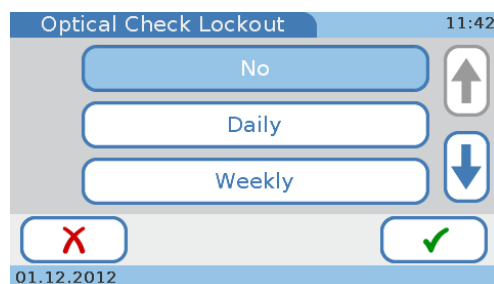 Optical Check Lockout 11:42
No
Daily
Weekly
01.12.2012